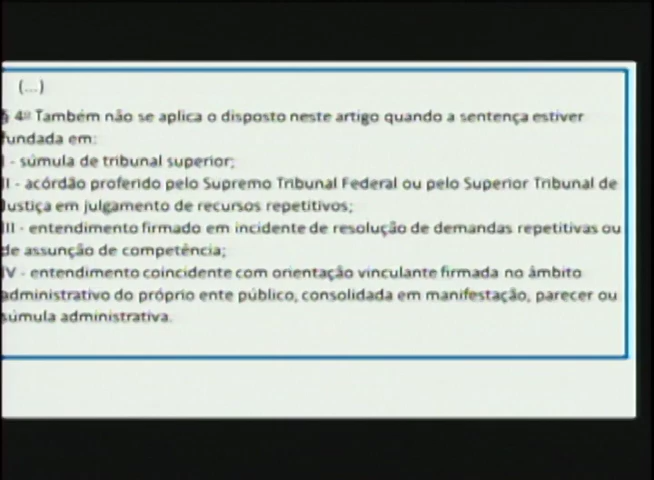 (...)
§ 4º Também não se aplica o disposto neste artigo quando a sentença estiver
fundada em:
I - súmula de tribunal superior;
II - acórdão proferido pelo Supremo Tribunal Federal ou pelo Superior Tribunal de
Justiça em julgamento de recursos repetitivos;
III - entendimento firmado em incidente de resolução de demandas repetitivas ou
de assunção de competência;
IV - entendimento coincidente com orientação vinculante firmada no âmbito
administrativo do próprio ente público, consolidada em manifestação, parecer ou
súmula administrativa.